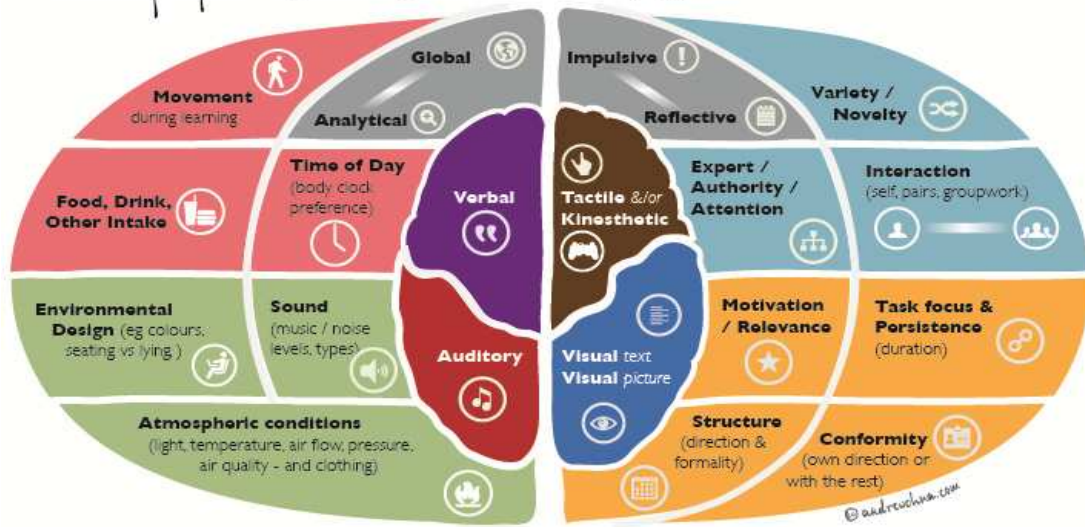 Global
Impulsive
Movement
during learning
Analytical
Reflective
Variety /
Novelty
Food, Drink,
Other Intake
Time of Day
(body clock
preference)
Verbal
Tactile &/or
Kinesthetic
Expert /
Authority /
Attention
Interaction
(self, pairs, groupwork)
Environmental
Design (eg colours,
seating vs lying )
Sound
(music / noise
levels, types)
Auditory
Visual text
Visual picture
Motivation
/ Relevance
Task focus &
Persistence
(duration)
Atmospheric conditions
(light, temperature, air flow, pressure,
air quality - and clothing)
Structure
(direction &
formality)
Conformity
(own direction or
with the rest)